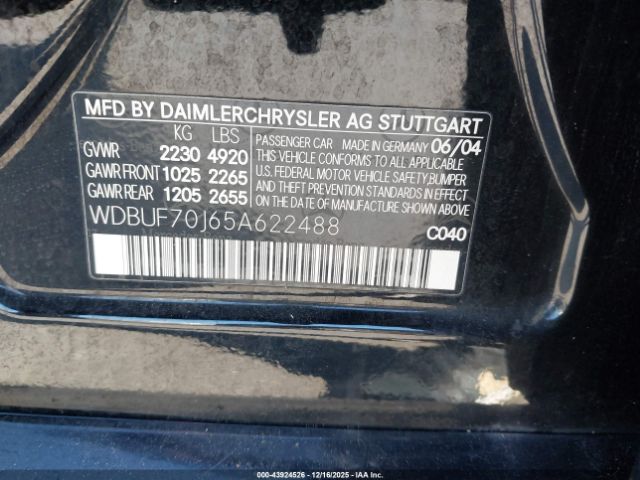 MFD BY DAIMLERCHRYSLER AG STUTTGART
KG LBS
GVWR 2230 4920
GAWR FRONT 1025 2265
GAWR REAR 1205 2655
PASSENGER CAR MADE IN GERMANY 06/04
THIS VEHICLE CONFORMS TO ALL APPLICABLE
U.S. FEDERAL MOTOR VEHICLE SAFETY, BUMPER
AND THEFT PREVENTION STANDARDS IN EFFECT
ON THE DATE OF MANUFACTURE SHOWN ABOVE
WDBUF70J65A622488
C040
00-43924526 - 12/16/2025 - IAA Inc.